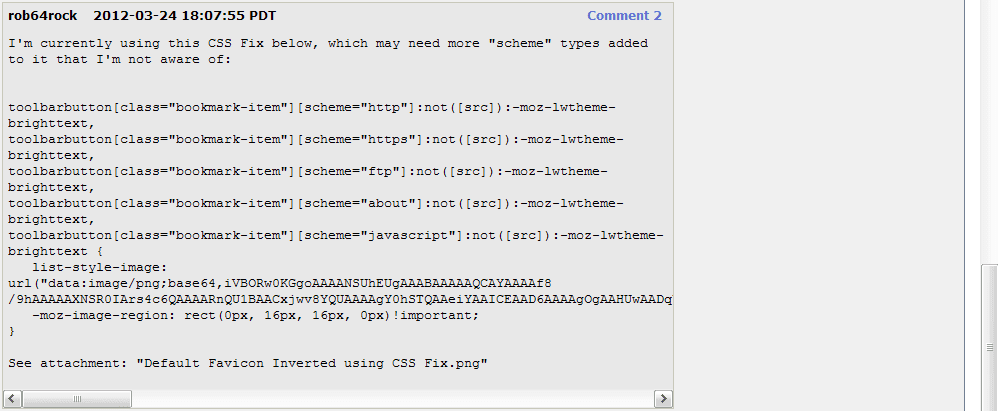 rob64rock 2012-03-24 18:07:55 PDT Comment 2
I'm currently using this CSS Fix below, which may need more "scheme" types added
to it that I'm not aware of:
toolbarbutton[class="bookmark-item"][scheme="http"]:not([src]):-moz-lwtheme-
brighttext,
toolbarbutton[class="bookmark-item"][scheme="https"]:not([src]):-moz-lwtheme-
brighttext,
toolbarbutton[class="bookmark-item"][scheme="ftp"]:not([src]):-moz-lwtheme-
brighttext,
toolbarbutton[class="bookmark-item"][scheme="about"]:not([src]):-moz-lwtheme-
brighttext,
toolbarbutton[class="bookmark-item"][scheme="javascript"]:not([src]):-moz-lwtheme-
brighttext {
list-style-image:
url("data:image/png;base64,iVBORw0KGgoAAAANSUhEUgAAABAAAAAQCAYAAAAf8
/9hAAAAAXNSR0IArs4c6QAAAARnQU1BAACxjwv8YQUAAAAgY0hSTQAAeiYAAICEAAD6AAAAgOgAAHUwAADq
-moz-image-region: rect(0px, 16px, 16px, 0px)!important;
}
See attachment: "Default Favicon Inverted using CSS Fix.png"